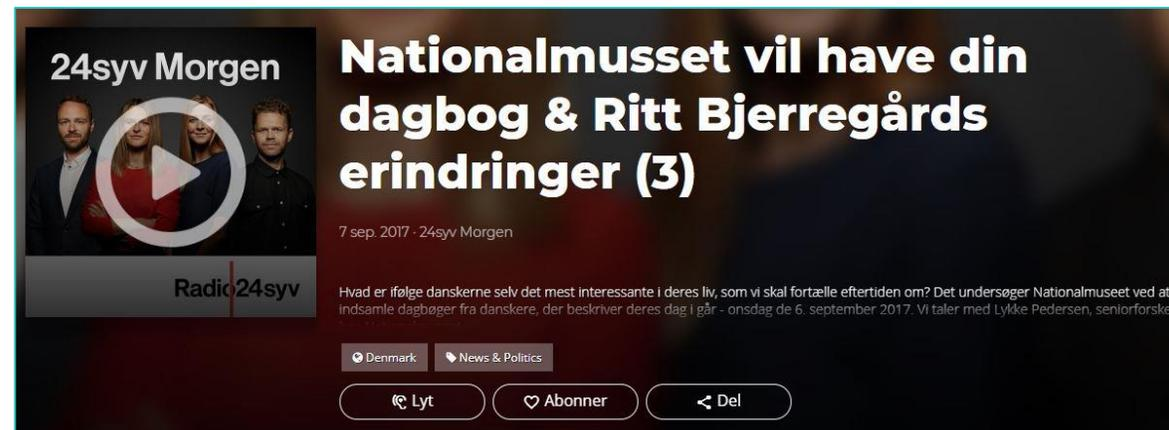 24syv Morgen
Radio24syv
Nationalmusset vil have din
dagbog & Ritt Bjerregårds
erindringer (3)
7 sep. 2017 · 24syv Morgen
Hvad er ifølge danskerne selv det mest interessante i deres liv, som vi skal fortælle eftertiden om? Det undersøger Nationalmuseet ved at
indsamle dagbøger fra danskere, der beskriver deres dag i går - onsdag de 6. september 2017. Vi taler med Lykke Pedersen, seniorforske
Denmark
News & Politics
Lyt
Abonner
Del